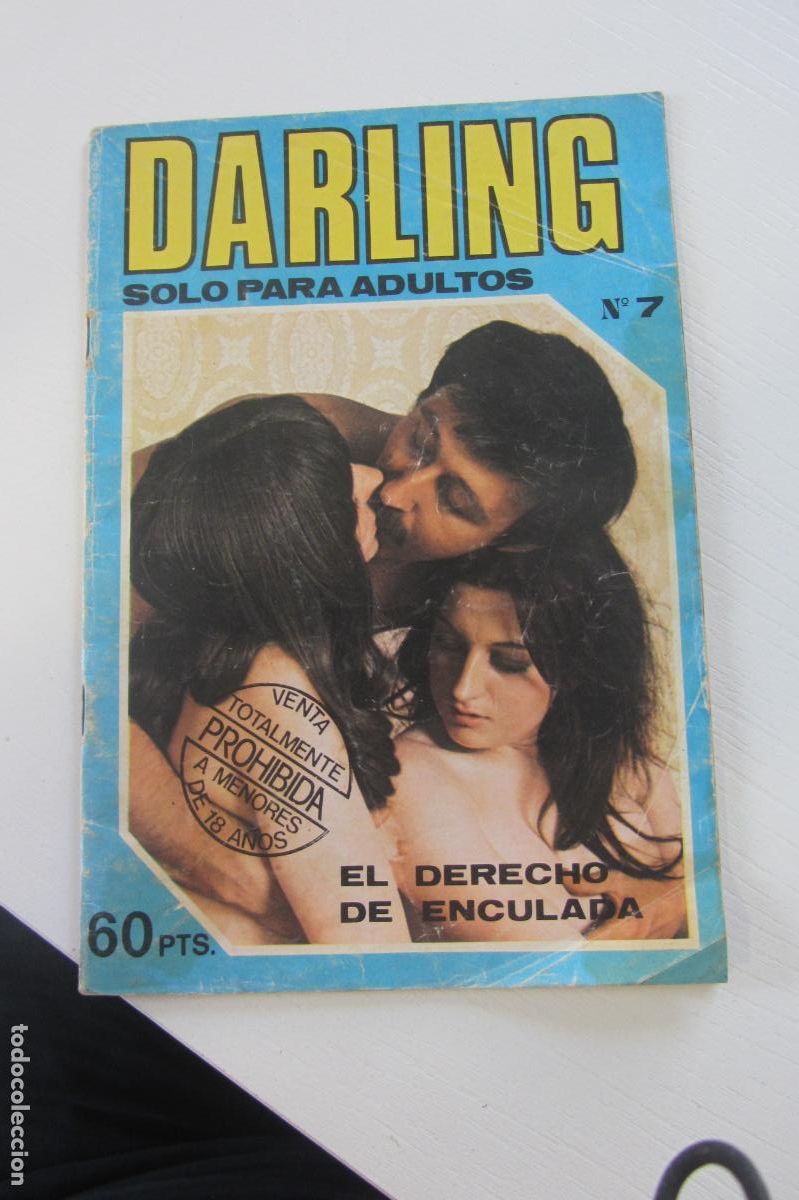 DARLING
SOLO PARA ADULTOS
Nº 7
VENTA
TOTALMENTE
PROHIBIDA
A MENORES
DE 18 AÑOS
EL DERECHO
DE ENCULADA
60 PTS.
todocoleccion